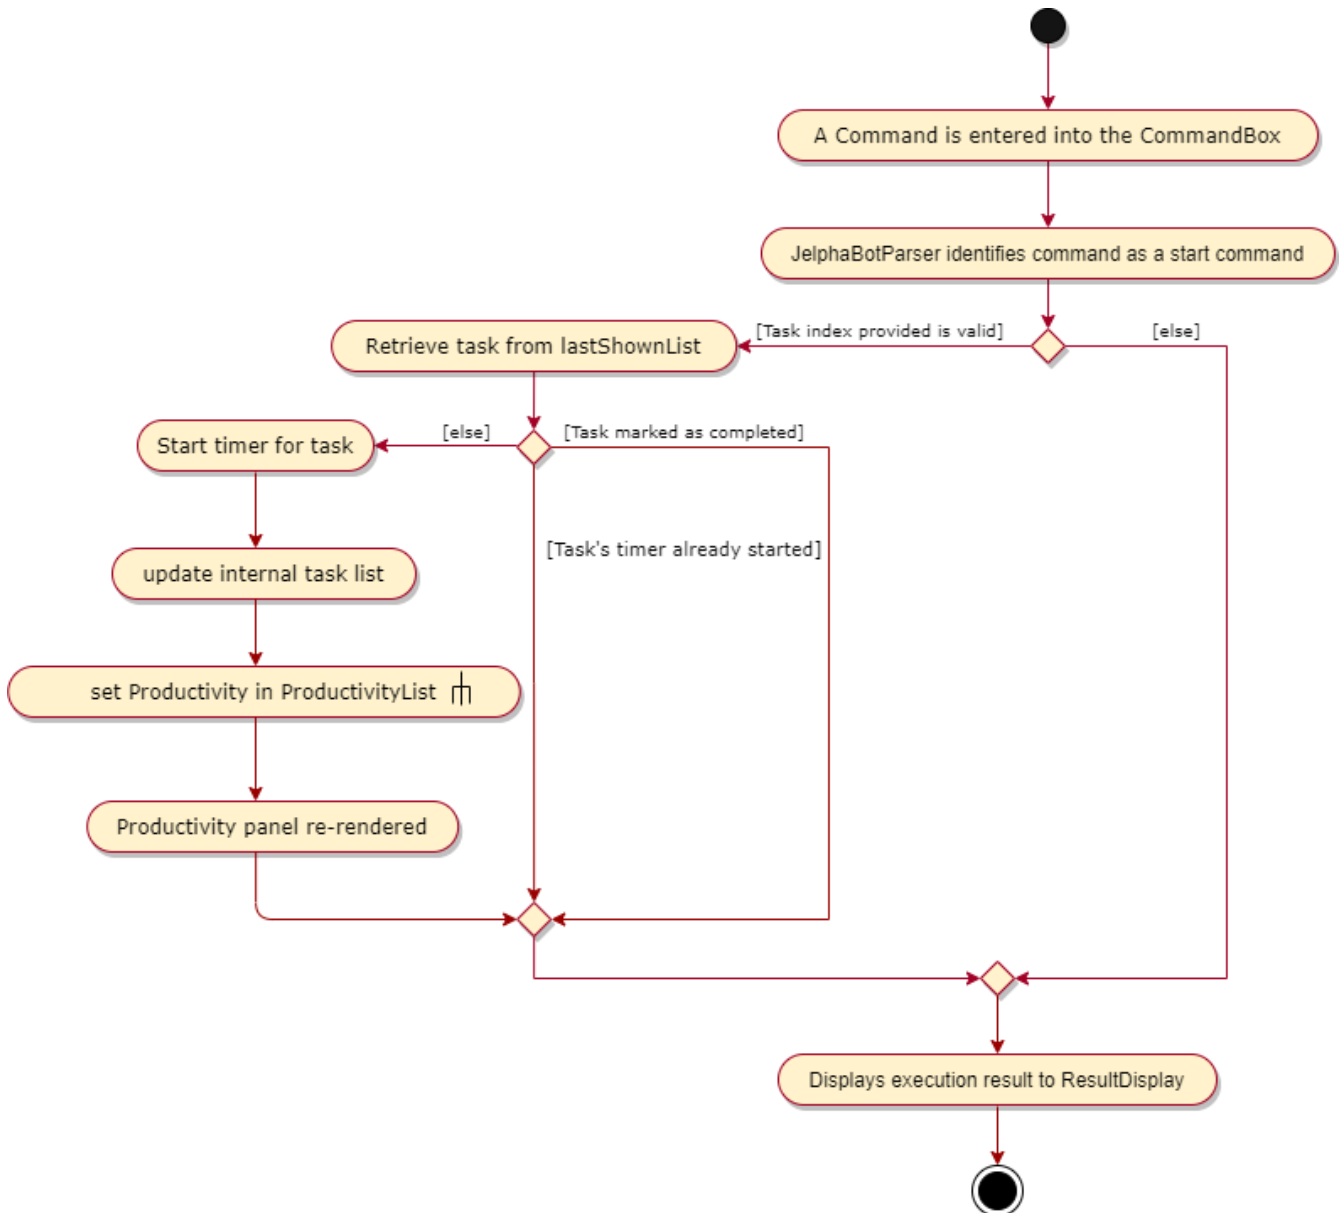 A Command is entered into the CommandBox
JelphaBotParser identifies command as a start command
[Task index provided is valid]
[else]
Retrieve task from lastShownList
[else]
[Task marked as completed]
Start timer for task
[Task's timer already started]
update internal task list
set Productivity in ProductivityList
Productivity panel re-rendered
Displays execution result to ResultDisplay